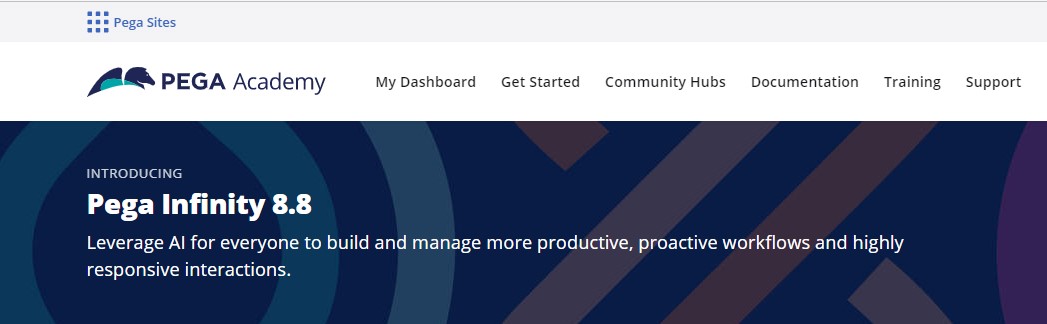 Pega Sites
PEGA Academy My Dashboard Get Started Community Hubs Documentation Training Support
INTRODUCING
Pega Infinity 8.8
Leverage AI for everyone to build and manage more productive, proactive workflows and highly
responsive interactions.